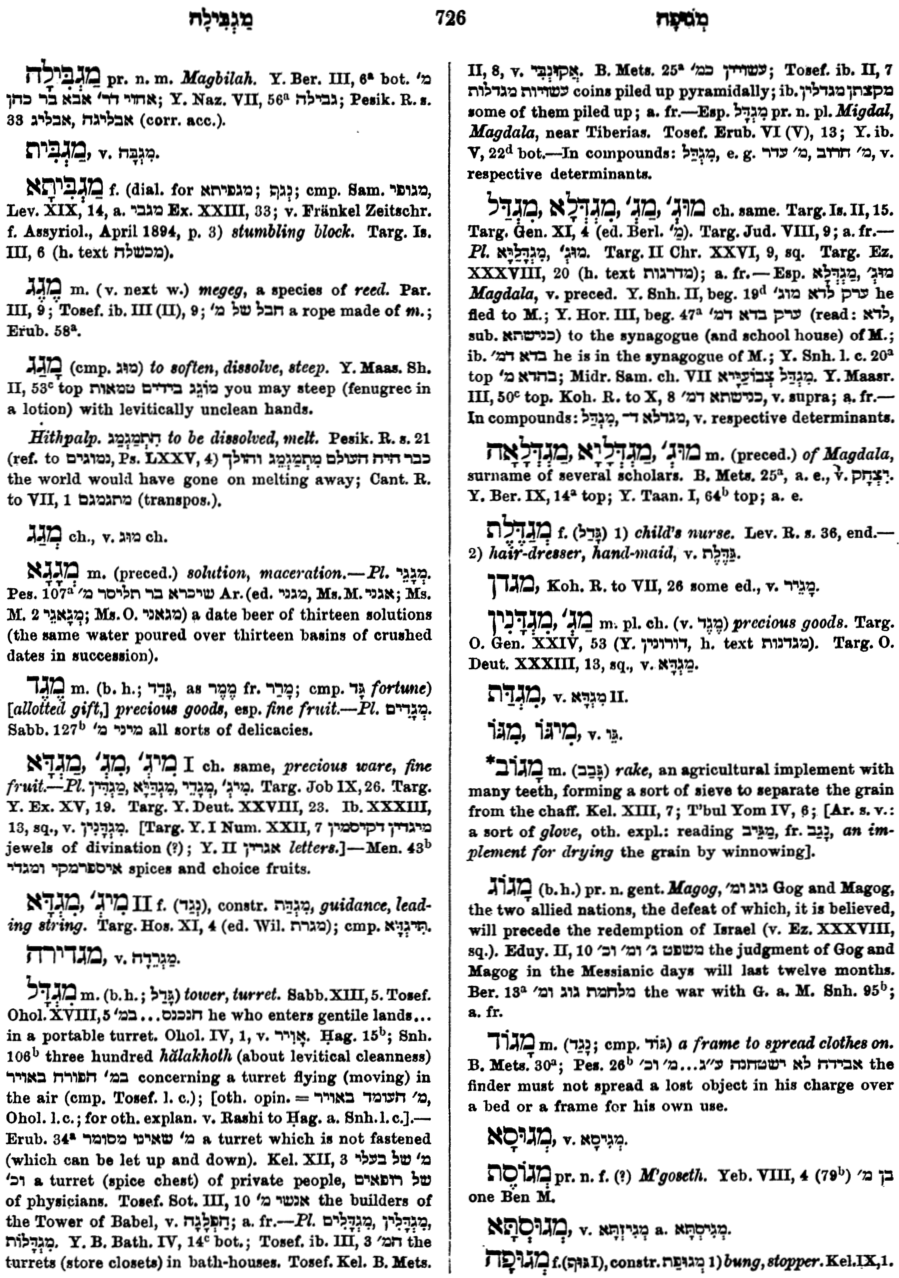 מַגְבִּילָה 726 מְגוּפָה
מַגְבִּילָה pr. n. m. Magbilah. Y. Ber. III, 6ᵃ bot. מ'
אחוי דר' אבא בר כהן; Y. Naz. VII, 56ᵃ גבילה; Pesik. R. s.
33 אבליגה, אבליג (corr. acc.).
מַגְבִּית, v. מַגְבָּה.
מַגְבִּיתָא f. (dial. for מגפיתא; נָגַף; cmp. Sam. מגופי,
Lev. XIX, 14, a. מגבי Ex. XXIII, 33; v. Fränkel Zeitschr.
f. Assyriol., April 1894, p. 3) stumbling block. Targ. Is.
III, 6 (h. text מכשלה).
מֶגֶג m. (v. next w.) megeg, a species of reed. Par.
III, 9; Tosef. ib. III (II), 9; חבל של מ' a rope made of m.;
Erub. 58ᵃ.
מָגַג (cmp. מוּג) to soften, dissolve, steep. Y. Maas. Sh.
II, 53ᶜ top מוֹגֵג בידיים טמאות you may steep (fenugrec in
a lotion) with levitically unclean hands.
Hithpalp. הִתְמַגְמֵג to be dissolved, melt. Pesik. R. s. 21
(ref. to נמוגים, Ps. LXXV, 4) כבר היה העולם מִתְמַגְמֵג והולך
the world would have gone on melting away; Cant. R.
to VII, 1 מתגמגם (transpos.).
מְגַג ch., v. מוּג ch.
מְגָגָא m. (preced.) solution, maceration.—Pl. מְגָגֵי.
Pes. 107ᵃ שיכרא בר תליסר מ' Ar. (ed. מגני, Ms. M. אגני; Ms.
M. 2 מְגָאגֵי; Ms. O. מגאני) a date beer of thirteen solutions
(the same water poured over thirteen basins of crushed
dates in succession).
מֶגֶד m. (b. h.; גָּדַד, as מֶמֶר fr. מָרַר; cmp. גַּד fortune)
[allotted gift,] precious goods, esp. fine fruit.—Pl. מְגָדִים.
Sabb. 127ᵇ מיני מ' all sorts of delicacies.
מִיגְ', מְגַ', מִגְדָּא I ch. same, precious ware, fine
fruit.—Pl. מִיגְ', מִגְדֵי, מִגְדַיָּא, מִגְדִין. Targ. Job IX, 26. Targ.
Y. Ex. XV, 19. Targ. Y. Deut. XXVIII, 23. Ib. XXXIII,
13, sq., v. מִגְדָּנִין. [Targ. Y. I Num. XXII, 7 מיגדין דקיסמין
jewels of divination (?); Y. II אגרין letters.]—Men. 43ᵇ
איספרמקי ומגדי spices and choice fruits.
מִיגְ', מִגְדָּא II f. (נְגַד), constr. מִגְדַּת, guidance, lead-
ing string. Targ. Hos. XI, 4 (ed. Wil. מגרת); cmp. תִּיגְדָּא.
מגדירה, v. מַגְרֵדָה.
מִגְדָּל m. (b. h.; גָּדַל) tower, turret. Sabb. XIII, 5. Tosef.
Ohol. XVIII, 5 הנכנס...במ' וכ' he who enters gentile lands...
in a portable turret. Ohol. IV, 1, v. אֲוִיר. Ḥag. 15ᵇ; Snh.
106ᵇ three hundred hălakhoth (about levitical cleanness)
במ' הפורח באויר concerning a turret flying (moving) in
the air (cmp. Tosef. l. c.); [oth. opin. = מ' העומד באויר,
Ohol. l. c.; for oth. explan. v. Rashi to Ḥag. a. Snh. l. c.].—
Erub. 34ᵃ מ' שאינו מסומר a turret which is not fastened
(which can be let up and down). Kel. XII, 3 מ' של בעלי
וכ' a turret (spice chest) of private people, של רופאים
of physicians. Tosef. Sot. III, 10 אנשי מ' the builders of
the Tower of Babel, v. הַפְלָגָה; a. fr.—Pl. מִגְדָּלִים, מִגְדָּלִין,
מִגְדָּלוֹת. Y. B. Bath. IV, 14ᶜ bot.; Tosef. ib. III, 3 המ' the
turrets (store closets) in bath-houses. Tosef. Kel. B. Mets.
II, 8, v. אֲקוּנְבִּי. B. Mets. 25ᵃ עשויין כמ'; Tosef. ib. II, 7
עשויות מגדלות coins piled up pyramidally; ib. מקצתן מגדלין
some of them piled up; a. fr.—Esp. מִגְדָּל pr. n. pl. Migdal,
Magdala, near Tiberias. Tosef. Erub. VI (V), 13; Y. ib.
V, 22ᵈ bot.—In compounds: מִגְדַּל, e. g. מ' עדר, מ' חרוב, v.
respective determinants.
מוּגְ', מַגְ', מִגְדְּלָא, מִגְדַּל ch. same. Targ. Is. II, 15.
Targ. Gen. XI, 4 (ed. Berl. מַ'). Targ. Jud. VIII, 9; a. fr.—
Pl. מוּגְ', מִגְדְּלַיָּא. Targ. II Chr. XXVI, 9, sq. Targ. Ez.
XXXVIII, 20 (h. text מדרגות); a. fr.—Esp. מוּגְ', מַגְדְּלָא
Magdala, v. preced. Y. Snh. II, beg. 19ᵈ ערק לדא מוג' he
fled to M.; Y. Hor. III, beg. 47ᵃ ערק בדא דמ' (read: לדא,
sub. כנישתא) to the synagogue (and school house) of M.;
ib. בדא דמ' he is in the synagogue of M.; Y. Snh. l. c. 20ᵃ
top בהדא מ'; Midr. Sam. ch. VII מִגְדַּל צְבוֹעַיָּיא. Y. Maasr.
III, 50ᶜ top. Koh. R. to X, 8 כנישתא דמ', v. supra; a. fr.—
In compounds: מִגְדַּל, מגדלא ד־, v. respective determinants.
מוּגְ', מִגְדְּלָיָא, מַגְדְּלָאָה m. (preced.) of Magdala,
surname of several scholars. B. Mets. 25ᵃ, a. e., v. יִצְחָק.
Y. Ber. IX, 14ᵃ top; Y. Taan. I, 64ᵇ top; a. e.
מְגַדֶּלֶת f. (גָּדַל) 1) child's nurse. Lev. R. s. 36, end.—
2) hair-dresser, hand-maid, v. גַּדֶּלֶת.
מגדן, Koh. R. to VII, 26 some ed., v. מַגִּיד.
מַגְ', מִגְדָּנִין m. pl. ch. (v. מֶגֶד) precious goods. Targ.
O. Gen. XXIV, 53 (Y. דורונין, h. text מגדנות). Targ. O.
Deut. XXXIII, 13, sq., v. מִגְדָּא.
מִגְדַּת, v. מִגְדָּא II.
מִיגּוֹ, מִגּוֹ, v. גַּו.
*מַגּוֹב m. (גָּבַב) rake, an agricultural implement with
many teeth, forming a sort of sieve to separate the grain
from the chaff. Kel. XIII, 7; T'bul Yom IV, 6; [Ar. s. v.:
a sort of glove, oth. expl.: reading מַגֵּיב, fr. נָגַב, an im-
plement for drying the grain by winnowing].
מָגוֹג (b. h.) pr. n. gent. Magog, גוג ומ' Gog and Magog,
the two allied nations, the defeat of which, it is believed,
will precede the redemption of Israel (v. Ez. XXXVIII,
sq.). Eduy. II, 10 משפט ג' ומ' וכ' the judgment of Gog and
Magog in the Messianic days will last twelve months.
Ber. 13ᵃ מלחמת גוג ומ' the war with G. a. M. Snh. 95ᵇ;
a. fr.
מָגוֹד m. (נָגַד; cmp. גּוֹד) a frame to spread clothes on.
B. Mets. 30ᵃ; Pes. 26ᵇ אבידה לא ישטחנה ע"ג...מ' וכ' the
finder must not spread a lost object in his charge over
a bed or a frame for his own use.
מְגוּסָא, v. מְגִיסָא.
מְגוֹסֶת pr. n. f. (?) M'goseth. Yeb. VIII, 4 (79ᵇ) בן מ'
one Ben M.
מְגוּסְתָּא, v. מְגִיזְתָּא a. מְגִיסְתָּא.
מְגוּפָה f. (גּוּף I), constr. מְגוּפַת 1) bung, stopper. Kel. IX, 1.